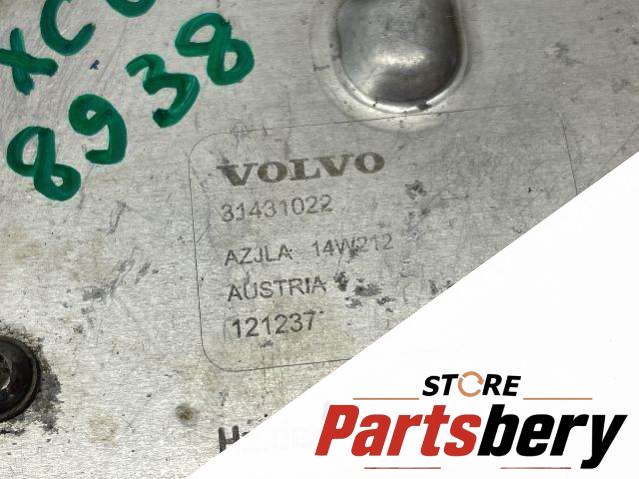 XC
8938
VOLVO
31431022
AZJLA 14W212
AUSTRIA
121237
STORE
Partsbery